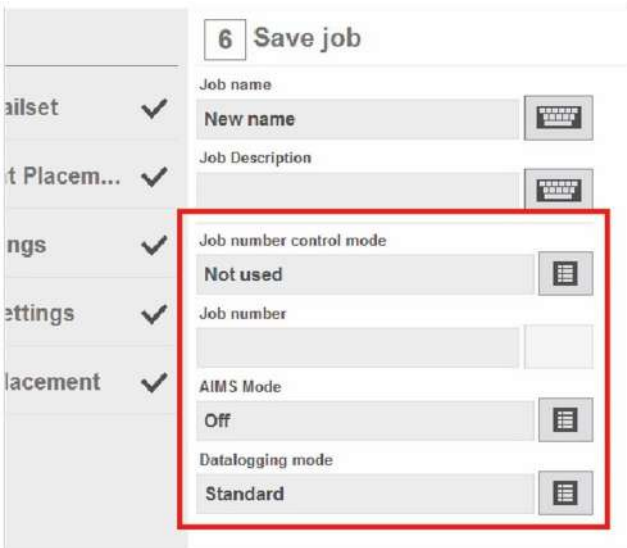 6 Save job
Job name
ailset
New name
Job Description
t Placem...
Job number control mode
ngs
Not used
Job number
ettings
AIMS Mode
lacement
Off
Datalogging mode
Standard